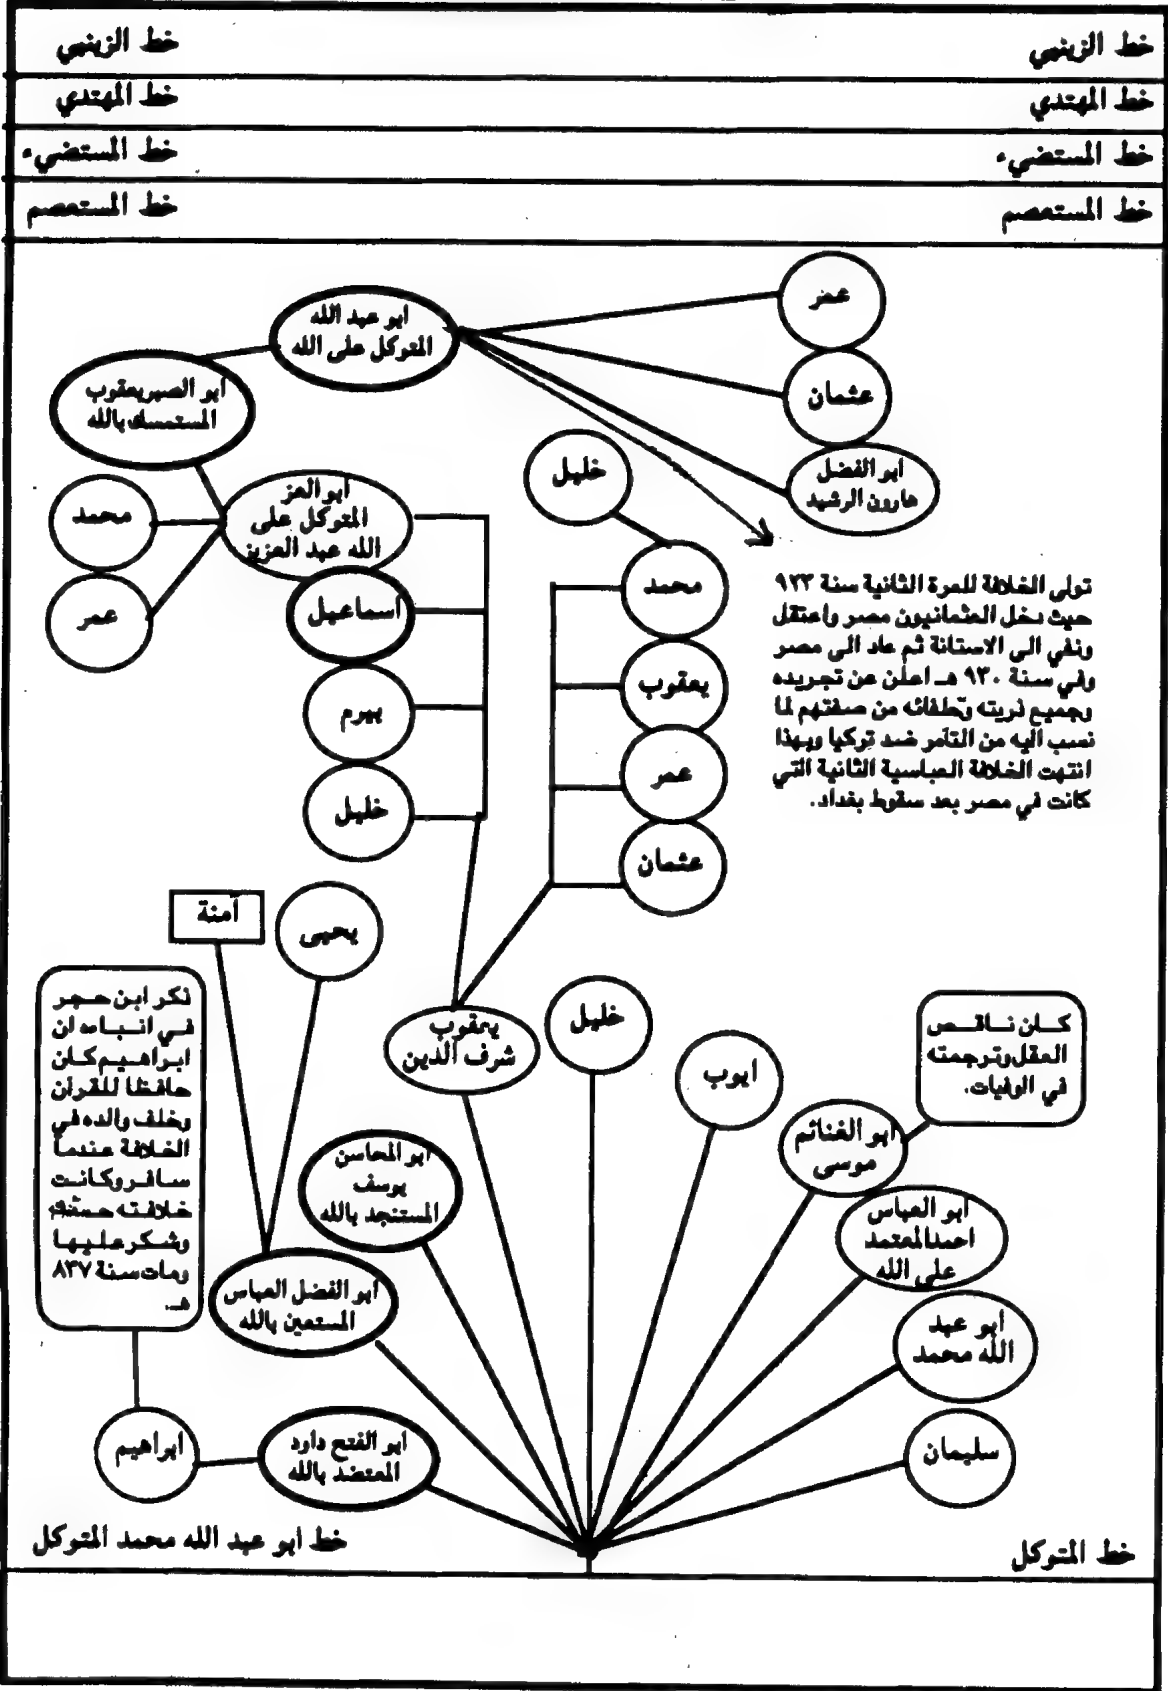 خط الزينبي
خط الزينبي
خط المهتدي
خط المهتدي
خط المستضيء
خط المستضيء
خط المستعصم
خط المستعصم
عمر
ابو عبد الله
المتوكل على الله
عثمان
ابو الفضل
هارون الرشيد
ابو الصبر يعقوب
المستمسك بالله
خليل
ابو العز
المتوكل على
الله عبد العزيز
محمد
عمر
اسماعيل
بيرم
خليل
محمد
يعقوب
عمر
عثمان
تولى الخلافة للمرة الثانية سنة ٩٢٣
حيث دخل العثمانيون مصر واعتقل
ونفي الى الاستانة ثم عاد الى مصر
وفي سنة ٩٣٠ هـ اعلن عن تجريده
وجميع ذريته وخلفائه من صفتهم لما
نسب اليه من التآمر ضد تركيا وبهذا
انتهت الخلافة العباسية الثانية التي
كانت في مصر بعد سقوط بغداد.
آمنة
يحيى
يعقوب
شرف الدين
خليل
ايوب
كان ناقص
العقل وترجمته
في الوفيات.
ابو الغنائم
موسى
ابو العباس
احمد المعتمد
على الله
ابو عبد
الله محمد
سليمان
ذكر ابن حجر
في انباءه ان
ابراهيم كان
حافظا للقرآن
وخلف والده في
الخلافة عندما
سافر وكانت
خلافته حسنة
وشكر عليها
ومات سنة ٨٣٧
هـ.
ابو المحاسن
يوسف
المستنجد بالله
ابو الفضل العباس
المستعين بالله
ابو الفتح داود
المعتضد بالله
ابراهيم
خط المتوكل
خط ابو عبد الله محمد المتوكل